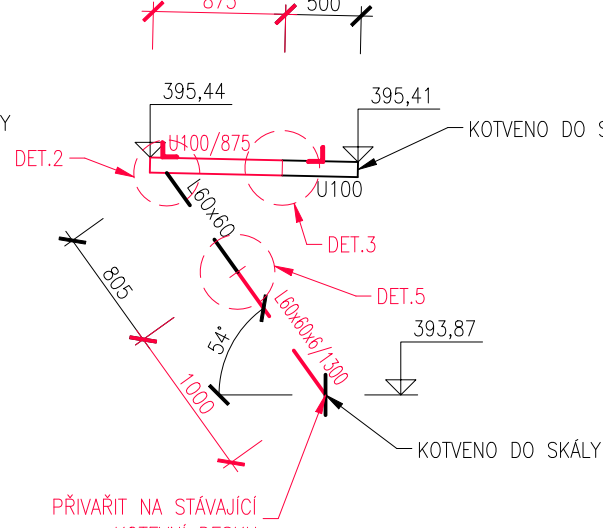 875
500
395,44
395,41
Y
KOTVENO DO S
U100/875
DET.2
U100
L60x60
DET.3
805
DET.5
L60x60x6/1300
54°
393,87
1000
KOTVENO DO SKÁLY
PŘIVAŘIT NA STÁVAJÍCÍ